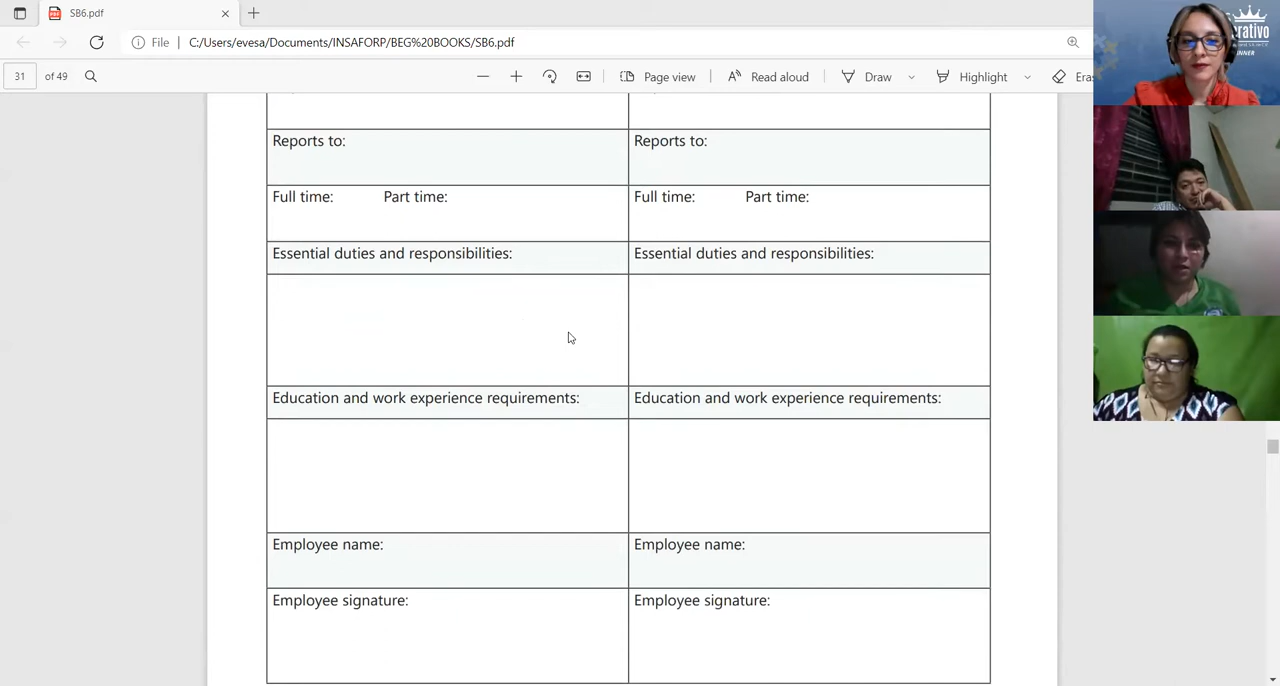 SB6.pdf
File C:/Users/evesa/Documents/INSAFORP/BEG%20BOOKS/SB6.pdf
31 of 49 Page view Read aloud Draw Highlight Eras
Reports to: Reports to:
Full time: Part time: Full time: Part time:
Essential duties and responsibilities: Essential duties and responsibilities:
Education and work experience requirements: Education and work experience requirements:
Employee name: Employee name:
Employee signature: Employee signature: